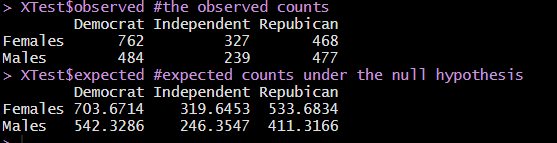 > XTest$observed #the observed counts
Democrat Independent Repubican
Females 762 327 468
Males 484 239 477
> XTest$expected #expected counts under the null hypothesis
Democrat Independent Repubican
Females 703.6714 319.6453 533.6834
Males 542.3286 246.3547 411.3166
>